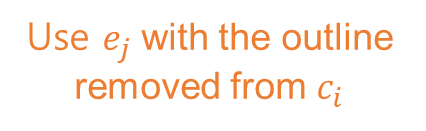 Use $e_j$ with the outline
removed from $c_i$